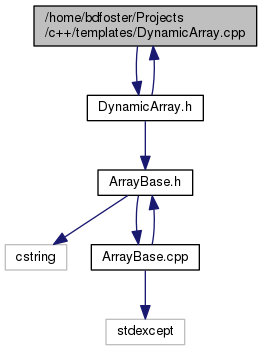 /home/bdfoster/Projects
/c++/templates/DynamicArray.cpp
DynamicArray.h
ArrayBase.h
cstring
ArrayBase.cpp
stdexcept